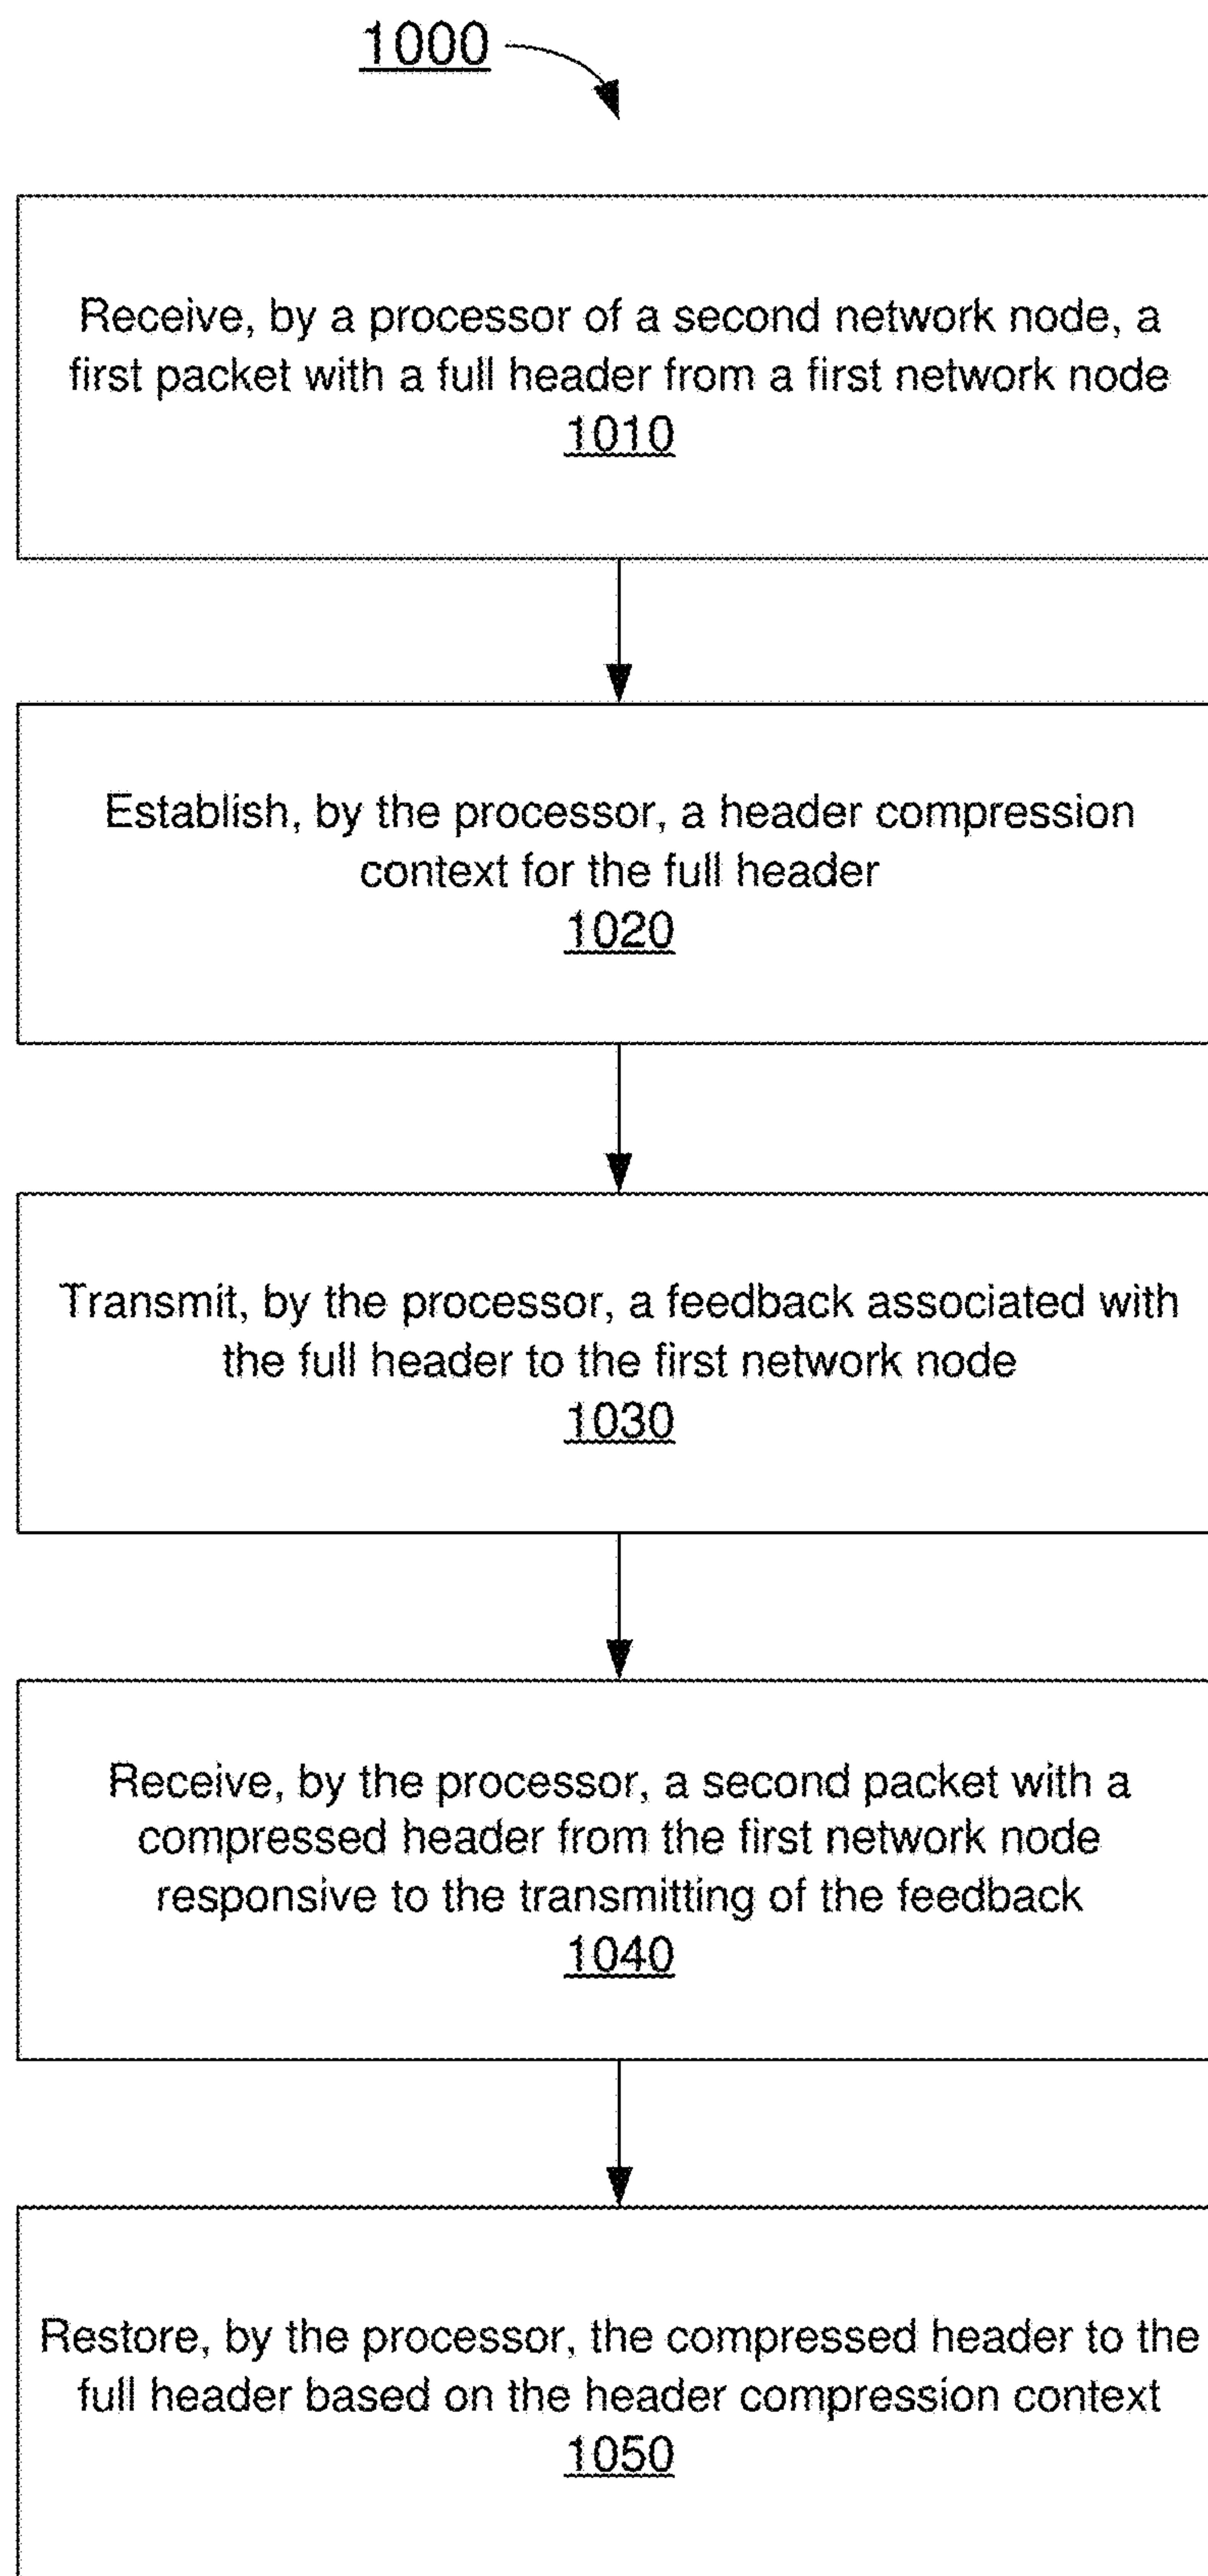 1000
Receive, by a processor of a second network node, a
first packet with a full header from a first network node
1010
Establish, by the processor, a header compression
context for the full header
1020
Transmit, by the processor, a feedback associated with
the full header to the first network node
1030
Receive, by the processor, a second packet with a
compressed header from the first network node
responsive to the transmitting of the feedback
1040
Restore, by the processor, the compressed header to the
full header based on the header compression context
1050